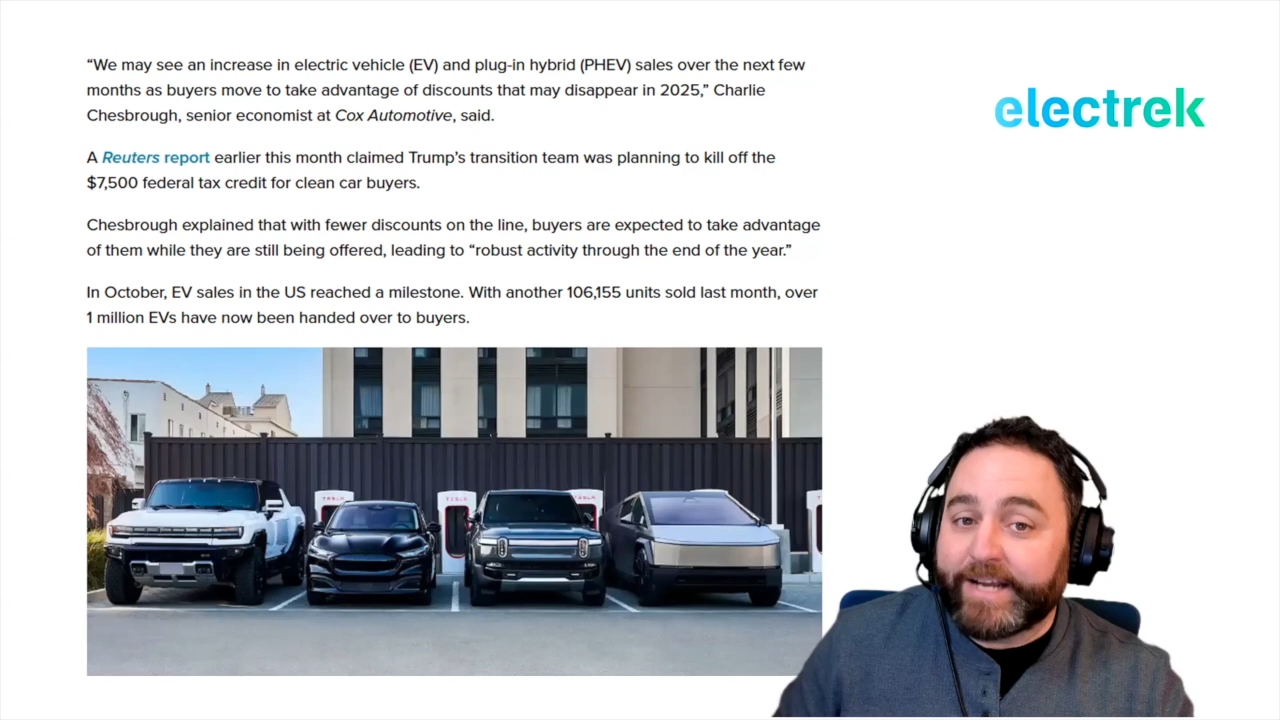 “We may see an increase in electric vehicle (EV) and plug-in hybrid (PHEV) sales over the next few
months as buyers move to take advantage of discounts that may disappear in 2025,” Charlie
Chesbrough, senior economist at Cox Automotive, said.
A Reuters report earlier this month claimed Trump’s transition team was planning to kill off the
$7,500 federal tax credit for clean car buyers.
Chesbrough explained that with fewer discounts on the line, buyers are expected to take advantage
of them while they are still being offered, leading to “robust activity through the end of the year.”
In October, EV sales in the US reached a milestone. With another 106,155 units sold last month, over
1 million EVs have now been handed over to buyers.
electrek
TESLA
TESLA
TESLA